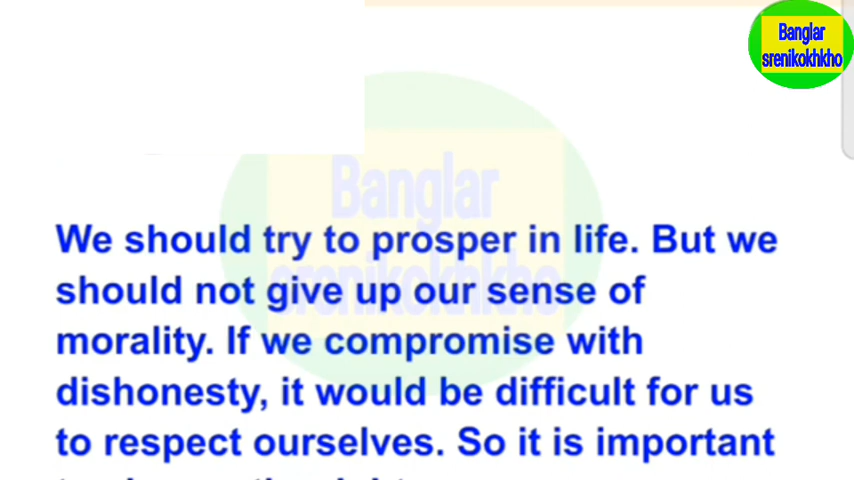 Banglar
srenikokhkho
Banglar
srenikokhkho
We should try to prosper in life. But we
should not give up our sense of
morality. If we compromise with
dishonesty, it would be difficult for us
to respect ourselves. So it is important